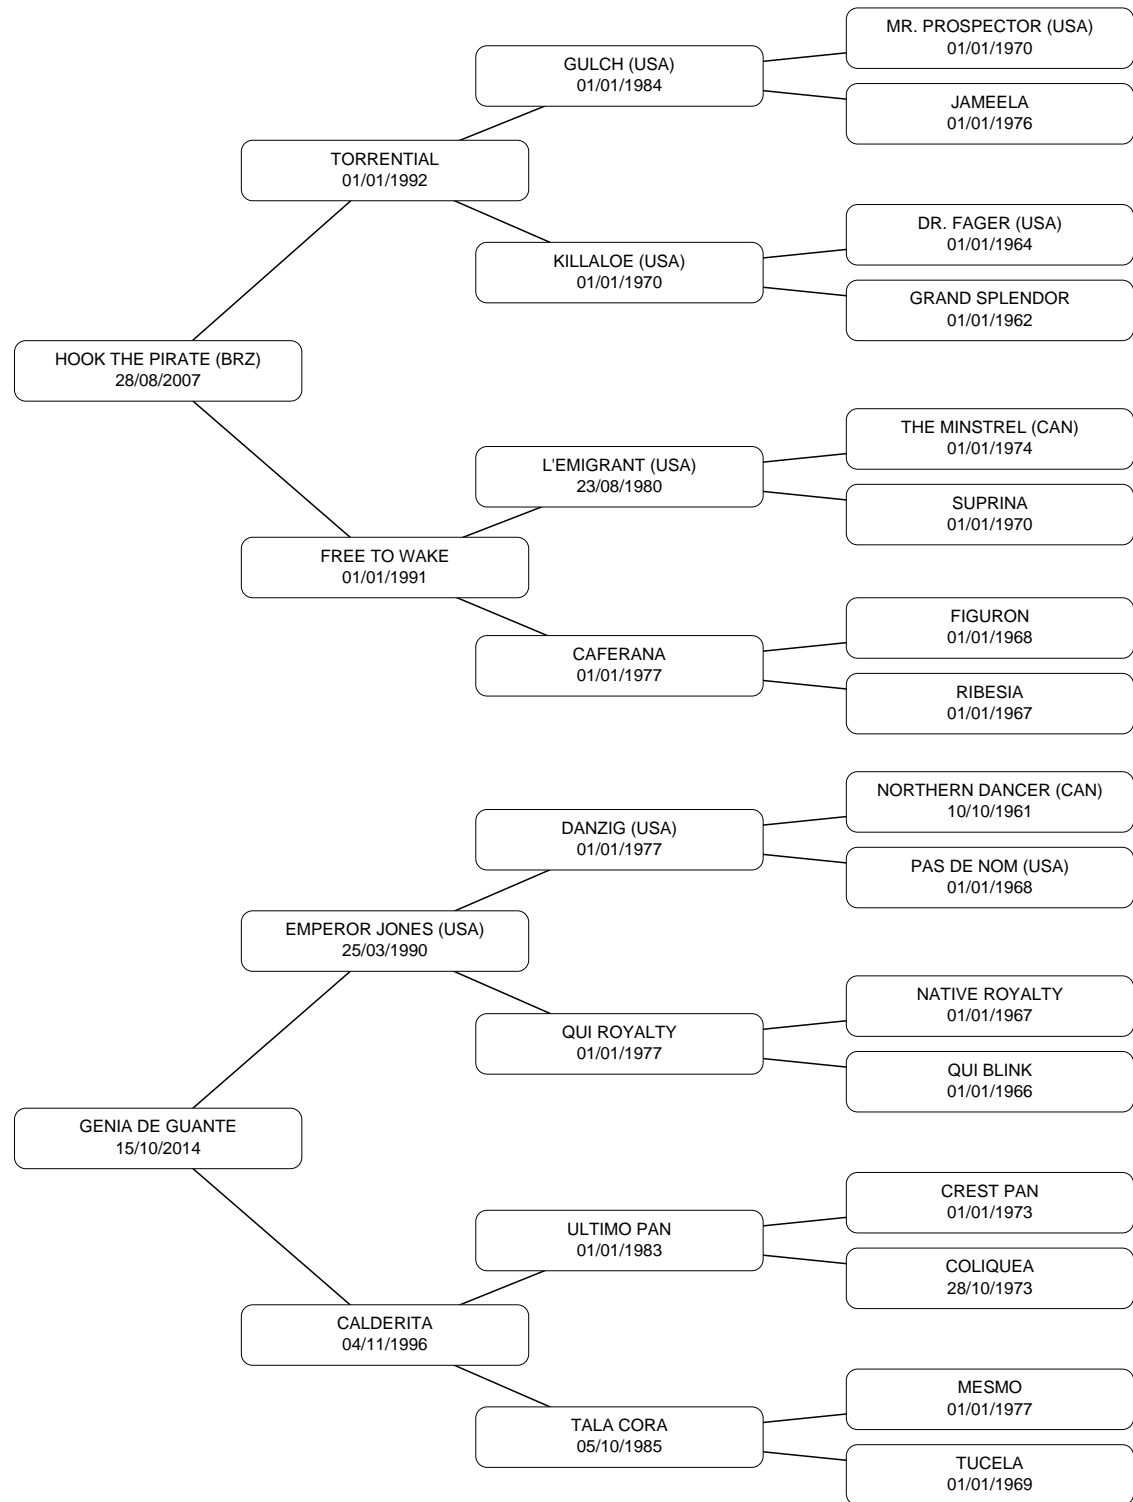 MR. PROSPECTOR (USA)
01/01/1970
GULCH (USA)
01/01/1984
JAMEELA
01/01/1976
TORRENTIAL
01/01/1992
DR. FAGER (USA)
01/01/1964
KILLALOE (USA)
01/01/1970
GRAND SPLENDOR
01/01/1962
HOOK THE PIRATE (BRZ)
28/08/2007
THE MINSTREL (CAN)
01/01/1974
L'EMIGRANT (USA)
23/08/1980
SUPRINA
01/01/1970
FREE TO WAKE
01/01/1991
FIGURON
01/01/1968
CAFERANA
01/01/1977
RIBESIA
01/01/1967
NORTHERN DANCER (CAN)
10/10/1961
DANZIG (USA)
01/01/1977
PAS DE NOM (USA)
01/01/1968
EMPEROR JONES (USA)
25/03/1990
NATIVE ROYALTY
01/01/1967
QUI ROYALTY
01/01/1977
QUI BLINK
01/01/1966
GENIA DE GUANTE
15/10/2014
CREST PAN
01/01/1973
ULTIMO PAN
01/01/1983
COLIQUEA
28/10/1973
CALDERITA
04/11/1996
MESMO
01/01/1977
TALA CORA
05/10/1985
TUCELA
01/01/1969